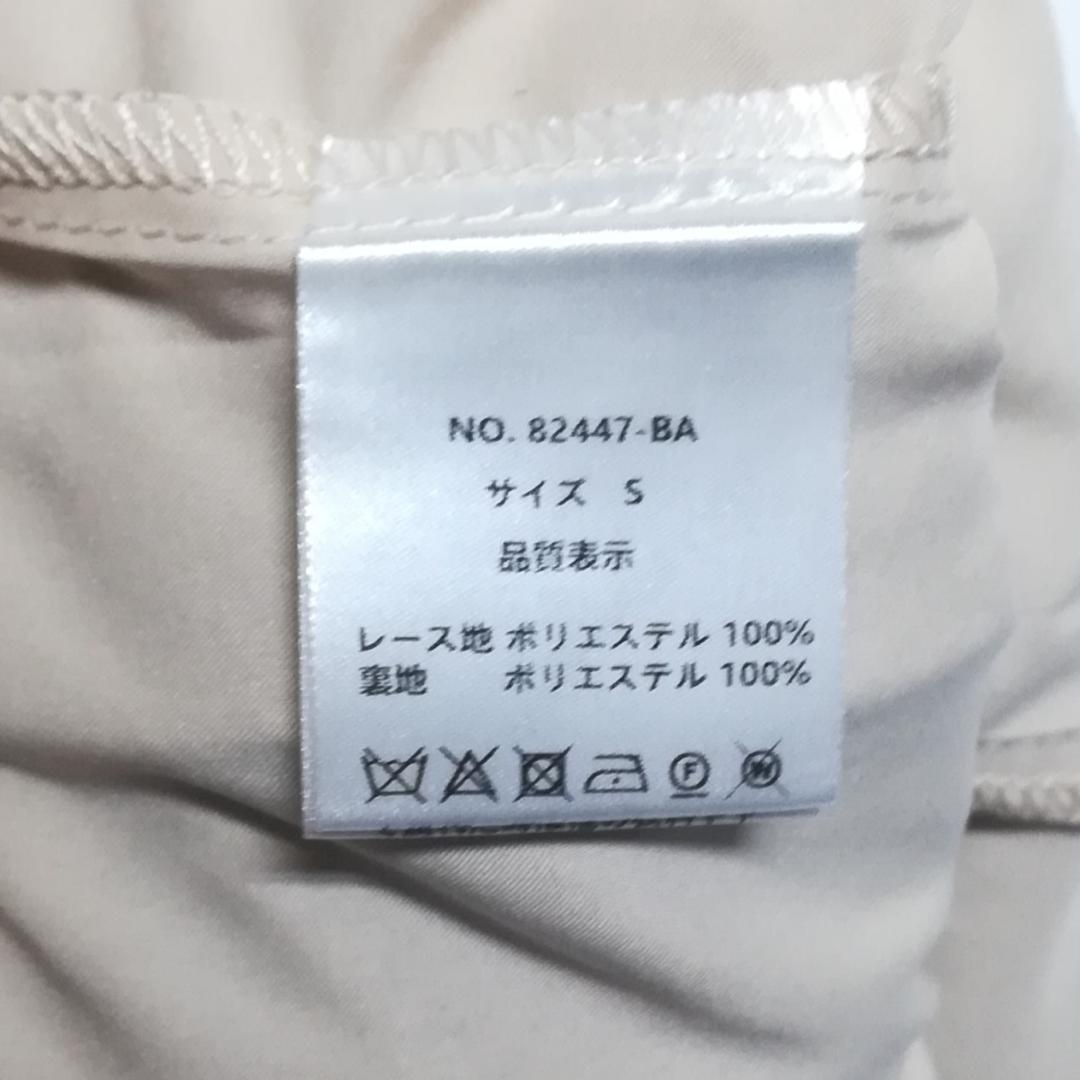 NO. 82447-BA
サイズ S
品質表示
レース地 ポリエステル 100%
裏地 ポリエステル 100%
F W